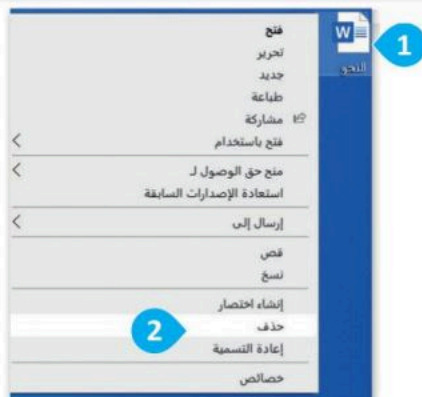 1
W
النحو
فتح
تحرير
جديد
طباعة
مشاركة
فتح باستخدام
منح حق الوصول لـ
استعادة الإصدارات السابقة
إرسال إلى
قص
نسخ
إنشاء اختصار
2
حذف
إعادة التسمية
خصائص